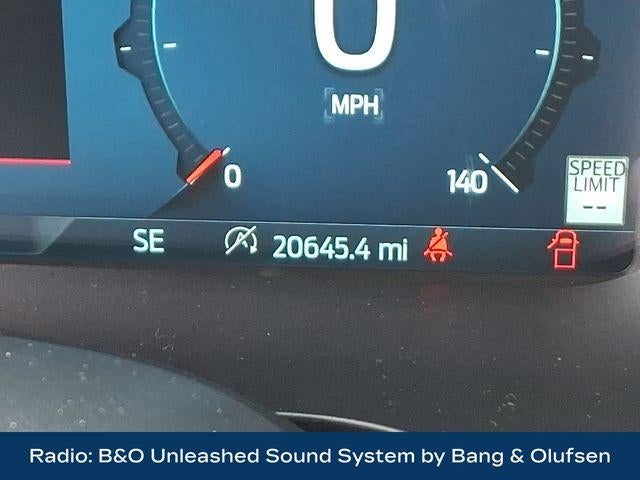 0
MPH
0
140
SPEED
LIMIT
--
SE
20645.4 mi
Radio: B&O Unleashed Sound System by Bang & Olufsen